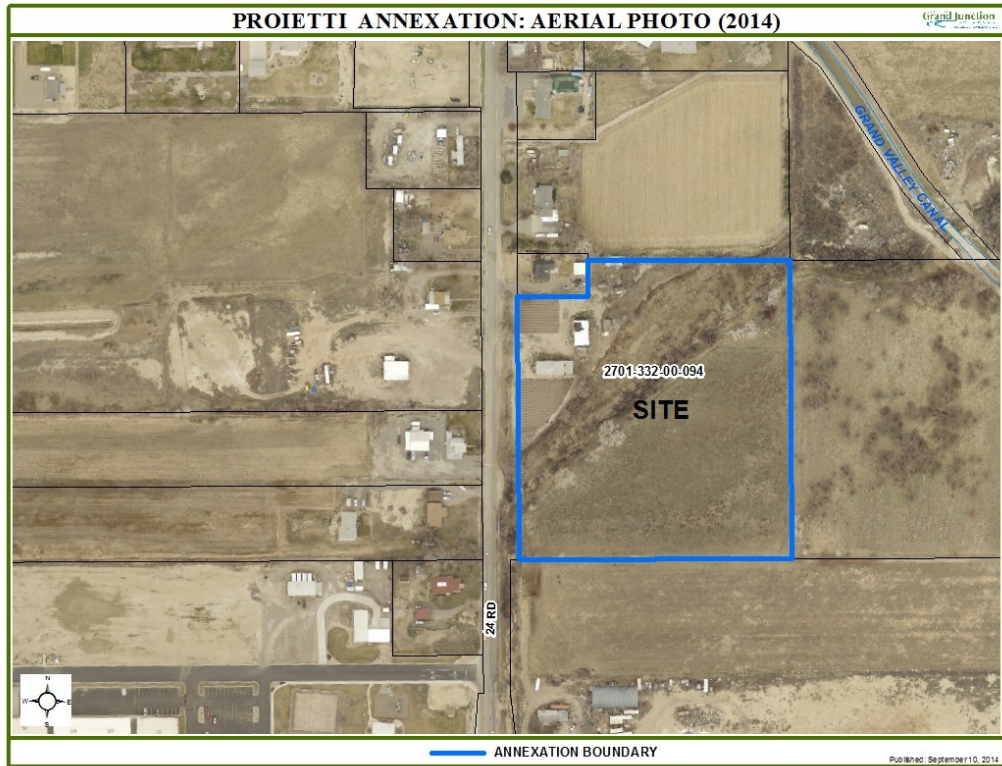 PROIETTI ANNEXATION: AERIAL PHOTO (2014)
Grand Junction
GRAND VALLEY CANAL
2701-332-00-094
SITE
24 RD
N
W E
S
ANNEXATION BOUNDARY
Published: September 10, 2014